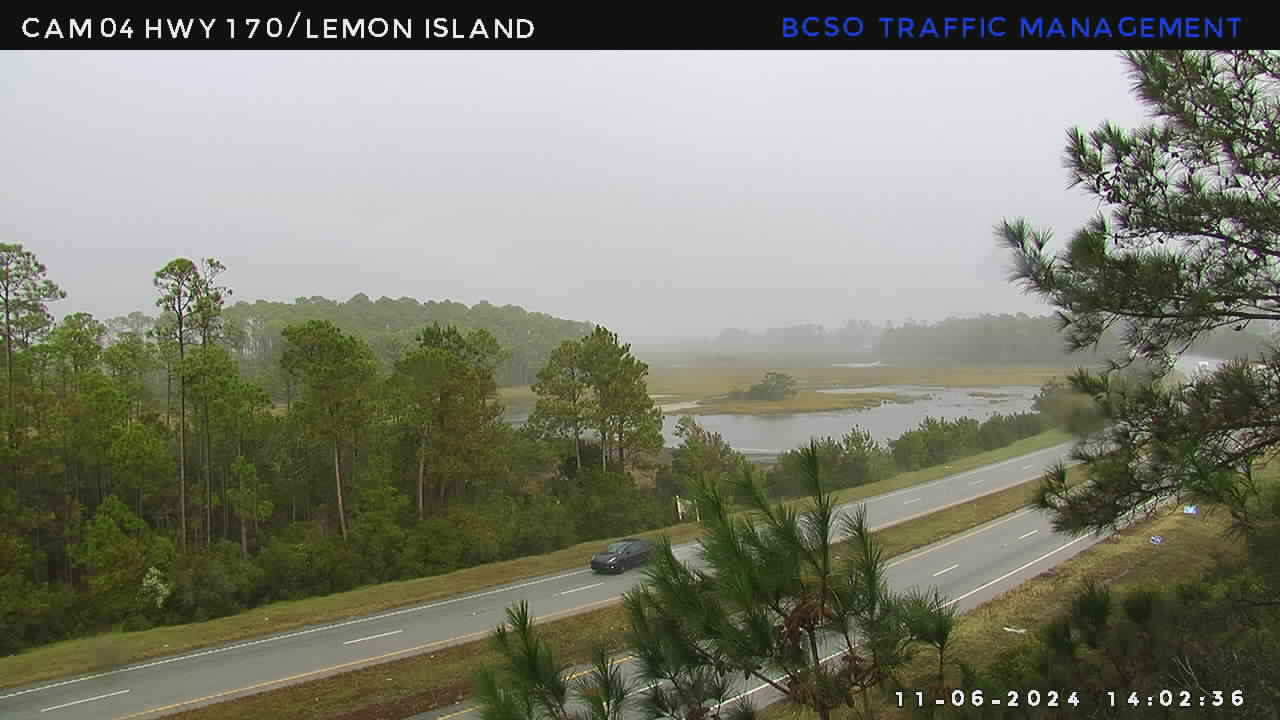 CAM04 HWY 170/LEMON ISLAND
BCSO TRAFFIC MANAGEMENT
11-06-2024 14:02:36